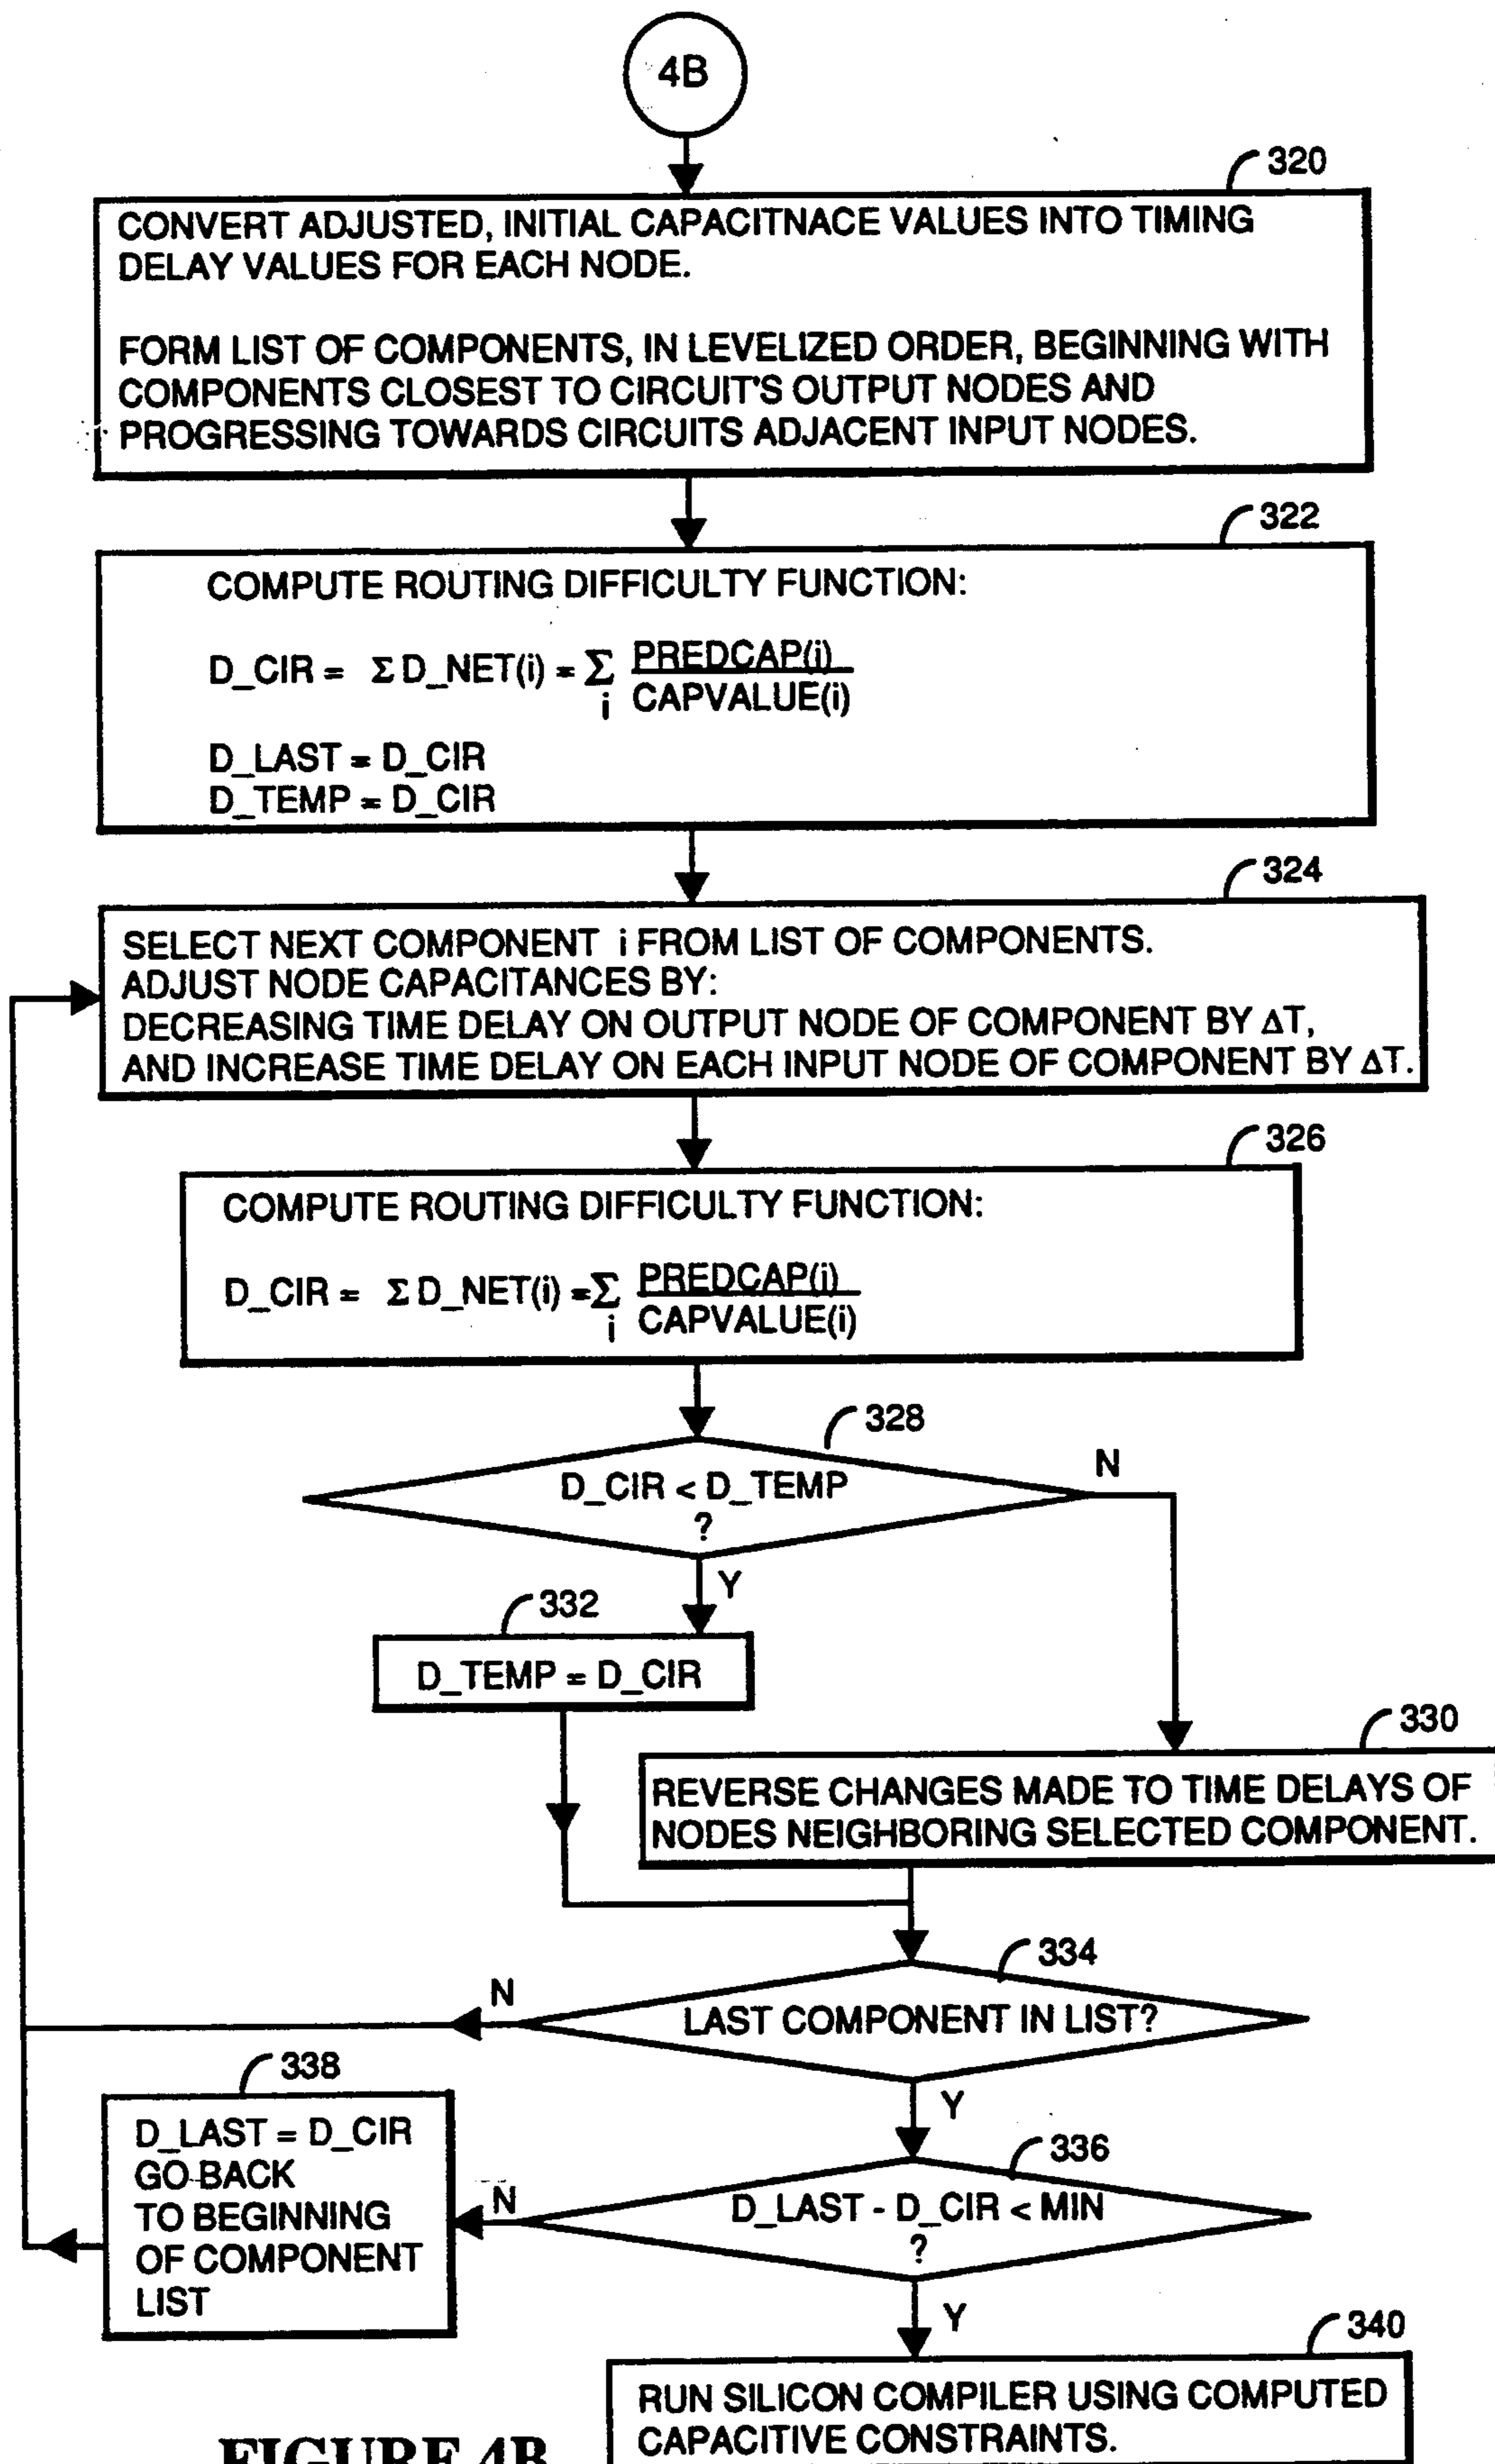 4B
320
CONVERT ADJUSTED, INITIAL CAPACITNACE VALUES INTO TIMING
DELAY VALUES FOR EACH NODE.
FORM LIST OF COMPONENTS, IN LEVELIZED ORDER, BEGINNING WITH
COMPONENTS CLOSEST TO CIRCUIT'S OUTPUT NODES AND
PROGRESSING TOWARDS CIRCUITS ADJACENT INPUT NODES.
322
COMPUTE ROUTING DIFFICULTY FUNCTION:
D_CIR = Σ D_NET(i) = Σ i PREDCAP(i) / CAPVALUE(i)
D_LAST = D_CIR
D_TEMP = D_CIR
324
SELECT NEXT COMPONENT i FROM LIST OF COMPONENTS.
ADJUST NODE CAPACITANCES BY:
DECREASING TIME DELAY ON OUTPUT NODE OF COMPONENT BY ΔT,
AND INCREASE TIME DELAY ON EACH INPUT NODE OF COMPONENT BY ΔT.
326
COMPUTE ROUTING DIFFICULTY FUNCTION:
D_CIR = Σ D_NET(i) = Σ i PREDCAP(i) / CAPVALUE(i)
328
D_CIR < D_TEMP
?
N
Y
332
D_TEMP = D_CIR
330
REVERSE CHANGES MADE TO TIME DELAYS OF
NODES NEIGHBORING SELECTED COMPONENT.
334
LAST COMPONENT IN LIST?
N
Y
338
D_LAST = D_CIR
GO BACK
TO BEGINNING
OF COMPONENT
LIST
336
D_LAST - D_CIR < MIN
?
N
Y
340
RUN SILICON COMPILER USING COMPUTED
CAPACITIVE CONSTRAINTS.
FIGURE 4B